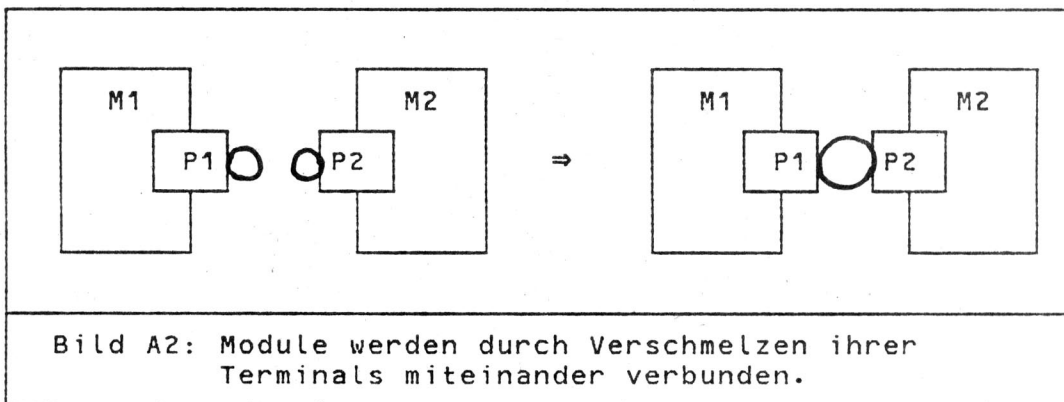 M1 M2 M1 M2
P1 P2 ⇒ P1 P2
Bild A2: Module werden durch Verschmelzen ihrer
Terminals miteinander verbunden.